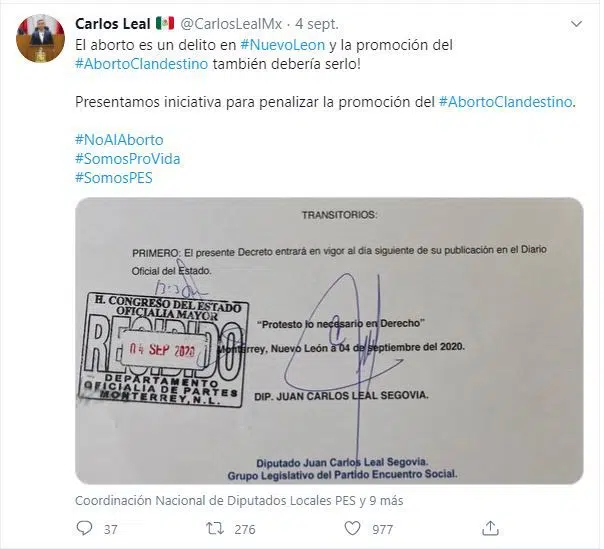 Carlos Leal 🇲🇽 @CarlosLealMx · 4 sept.
El aborto es un delito en #NuevoLeon y la promoción del
#AbortoClandestino también debería serlo!
Presentamos iniciativa para penalizar la promoción del #AbortoClandestino.
#NoAlAborto
#SomosProVida
#SomosPES
TRANSITORIOS:
PRIMERO: El presente Decreto entrará en vigor al día siguiente de su publicación en el Diario
Oficial del Estado.
H. CONGRESO DEL ESTADO
OFICIALIA MAYOR
RECIBIDO
04 SEP 2020
DEPARTAMENTO
OFICIALIA DE PARTES
MONTERREY, N.L.
"Protesto lo necesario en Derecho"
Monterrey, Nuevo León a 04 de septiembre del 2020.
DIP. JUAN CARLOS LEAL SEGOVIA.
Diputado Juan Carlos Leal Segovia.
Grupo Legislativo del Partido Encuentro Social.
Coordinación Nacional de Diputados Locales PES y 9 más
37 276 977